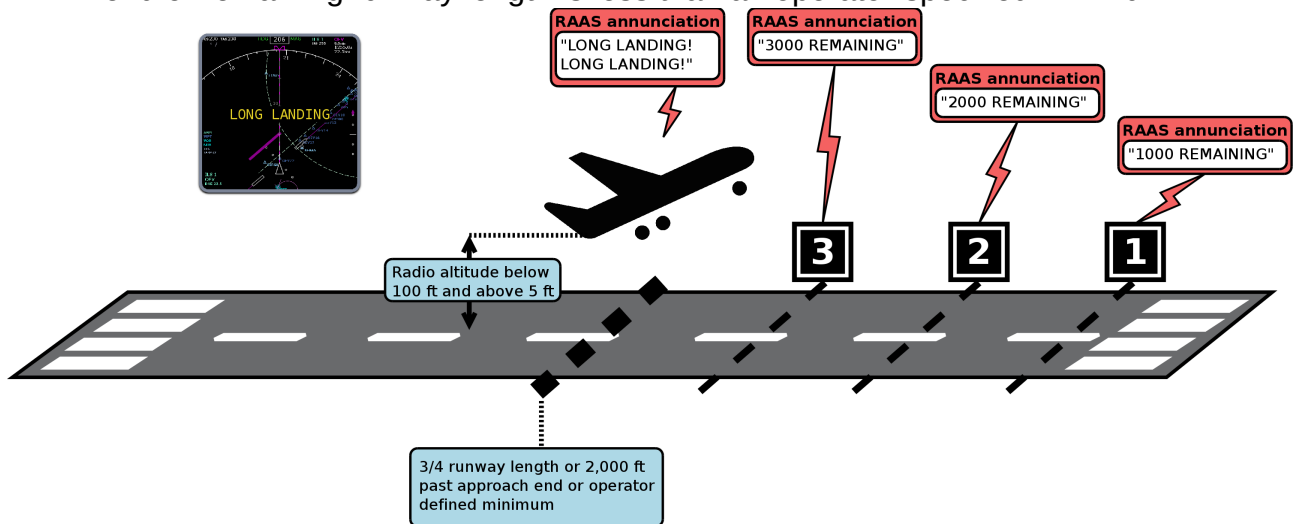 RAAS annunciation
"LONG LANDING!
LONG LANDING!"
RAAS annunciation
"3000 REMAINING"
RAAS annunciation
"2000 REMAINING"
RAAS annunciation
"1000 REMAINING"
206
LONG LANDING
3
2
1
Radio altitude below
100 ft and above 5 ft
3/4 runway length or 2,000 ft
past approach end or operator
defined minimum